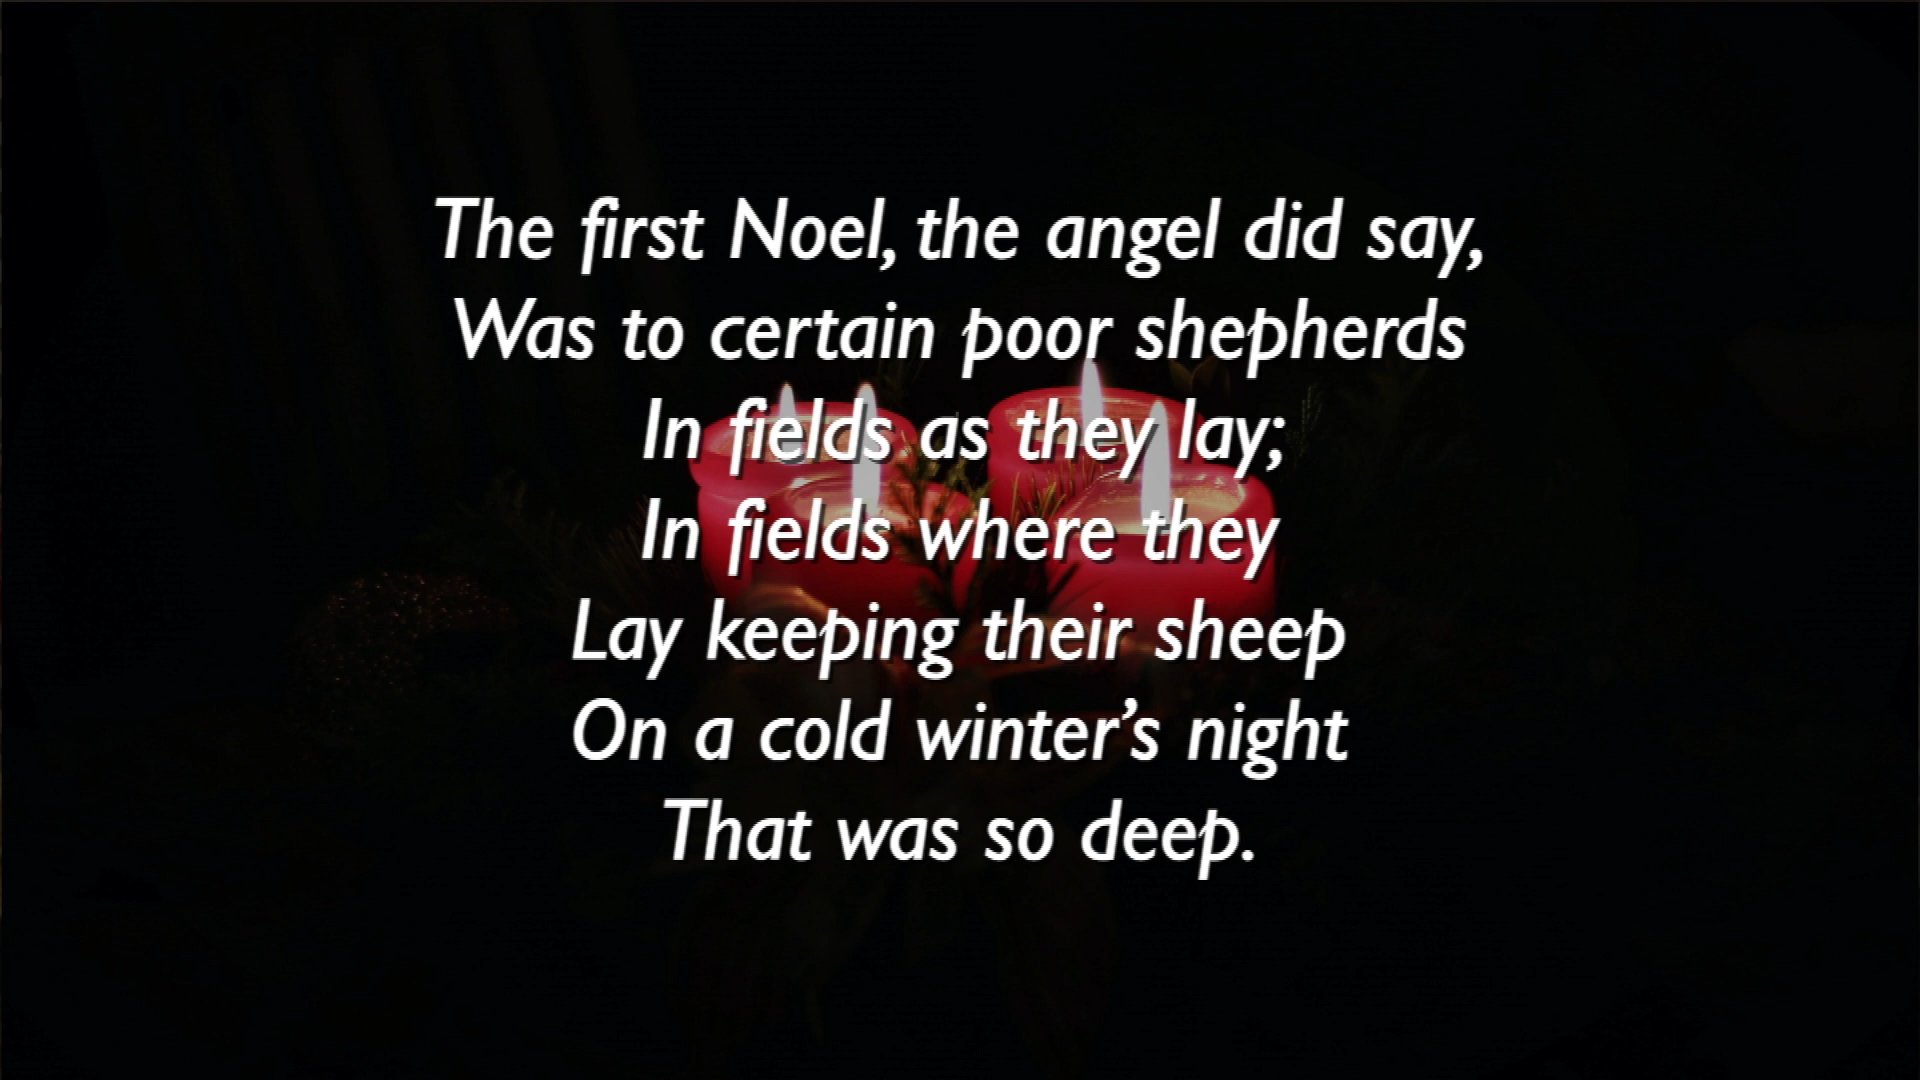 The first Noel, the angel did say,
Was to certain poor shepherds
In fields as they lay;
In fields where they
Lay keeping their sheep
On a cold winter’s night
That was so deep.